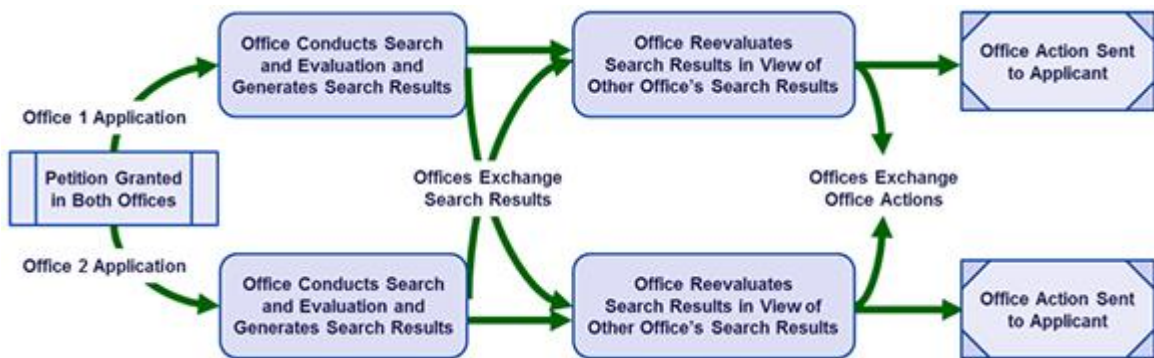 Office Conducts Search
and Evaluation and
Generates Search Results
Office Reevaluates
Search Results in View of
Other Office's Search Results
Office Action Sent
to Applicant
Office 1 Application
Petition Granted
in Both Offices
Offices Exchange
Search Results
Offices Exchange
Office Actions
Office 2 Application
Office Conducts Search
and Evaluation and
Generates Search Results
Office Reevaluates
Search Results in View of
Other Office's Search Results
Office Action Sent
to Applicant